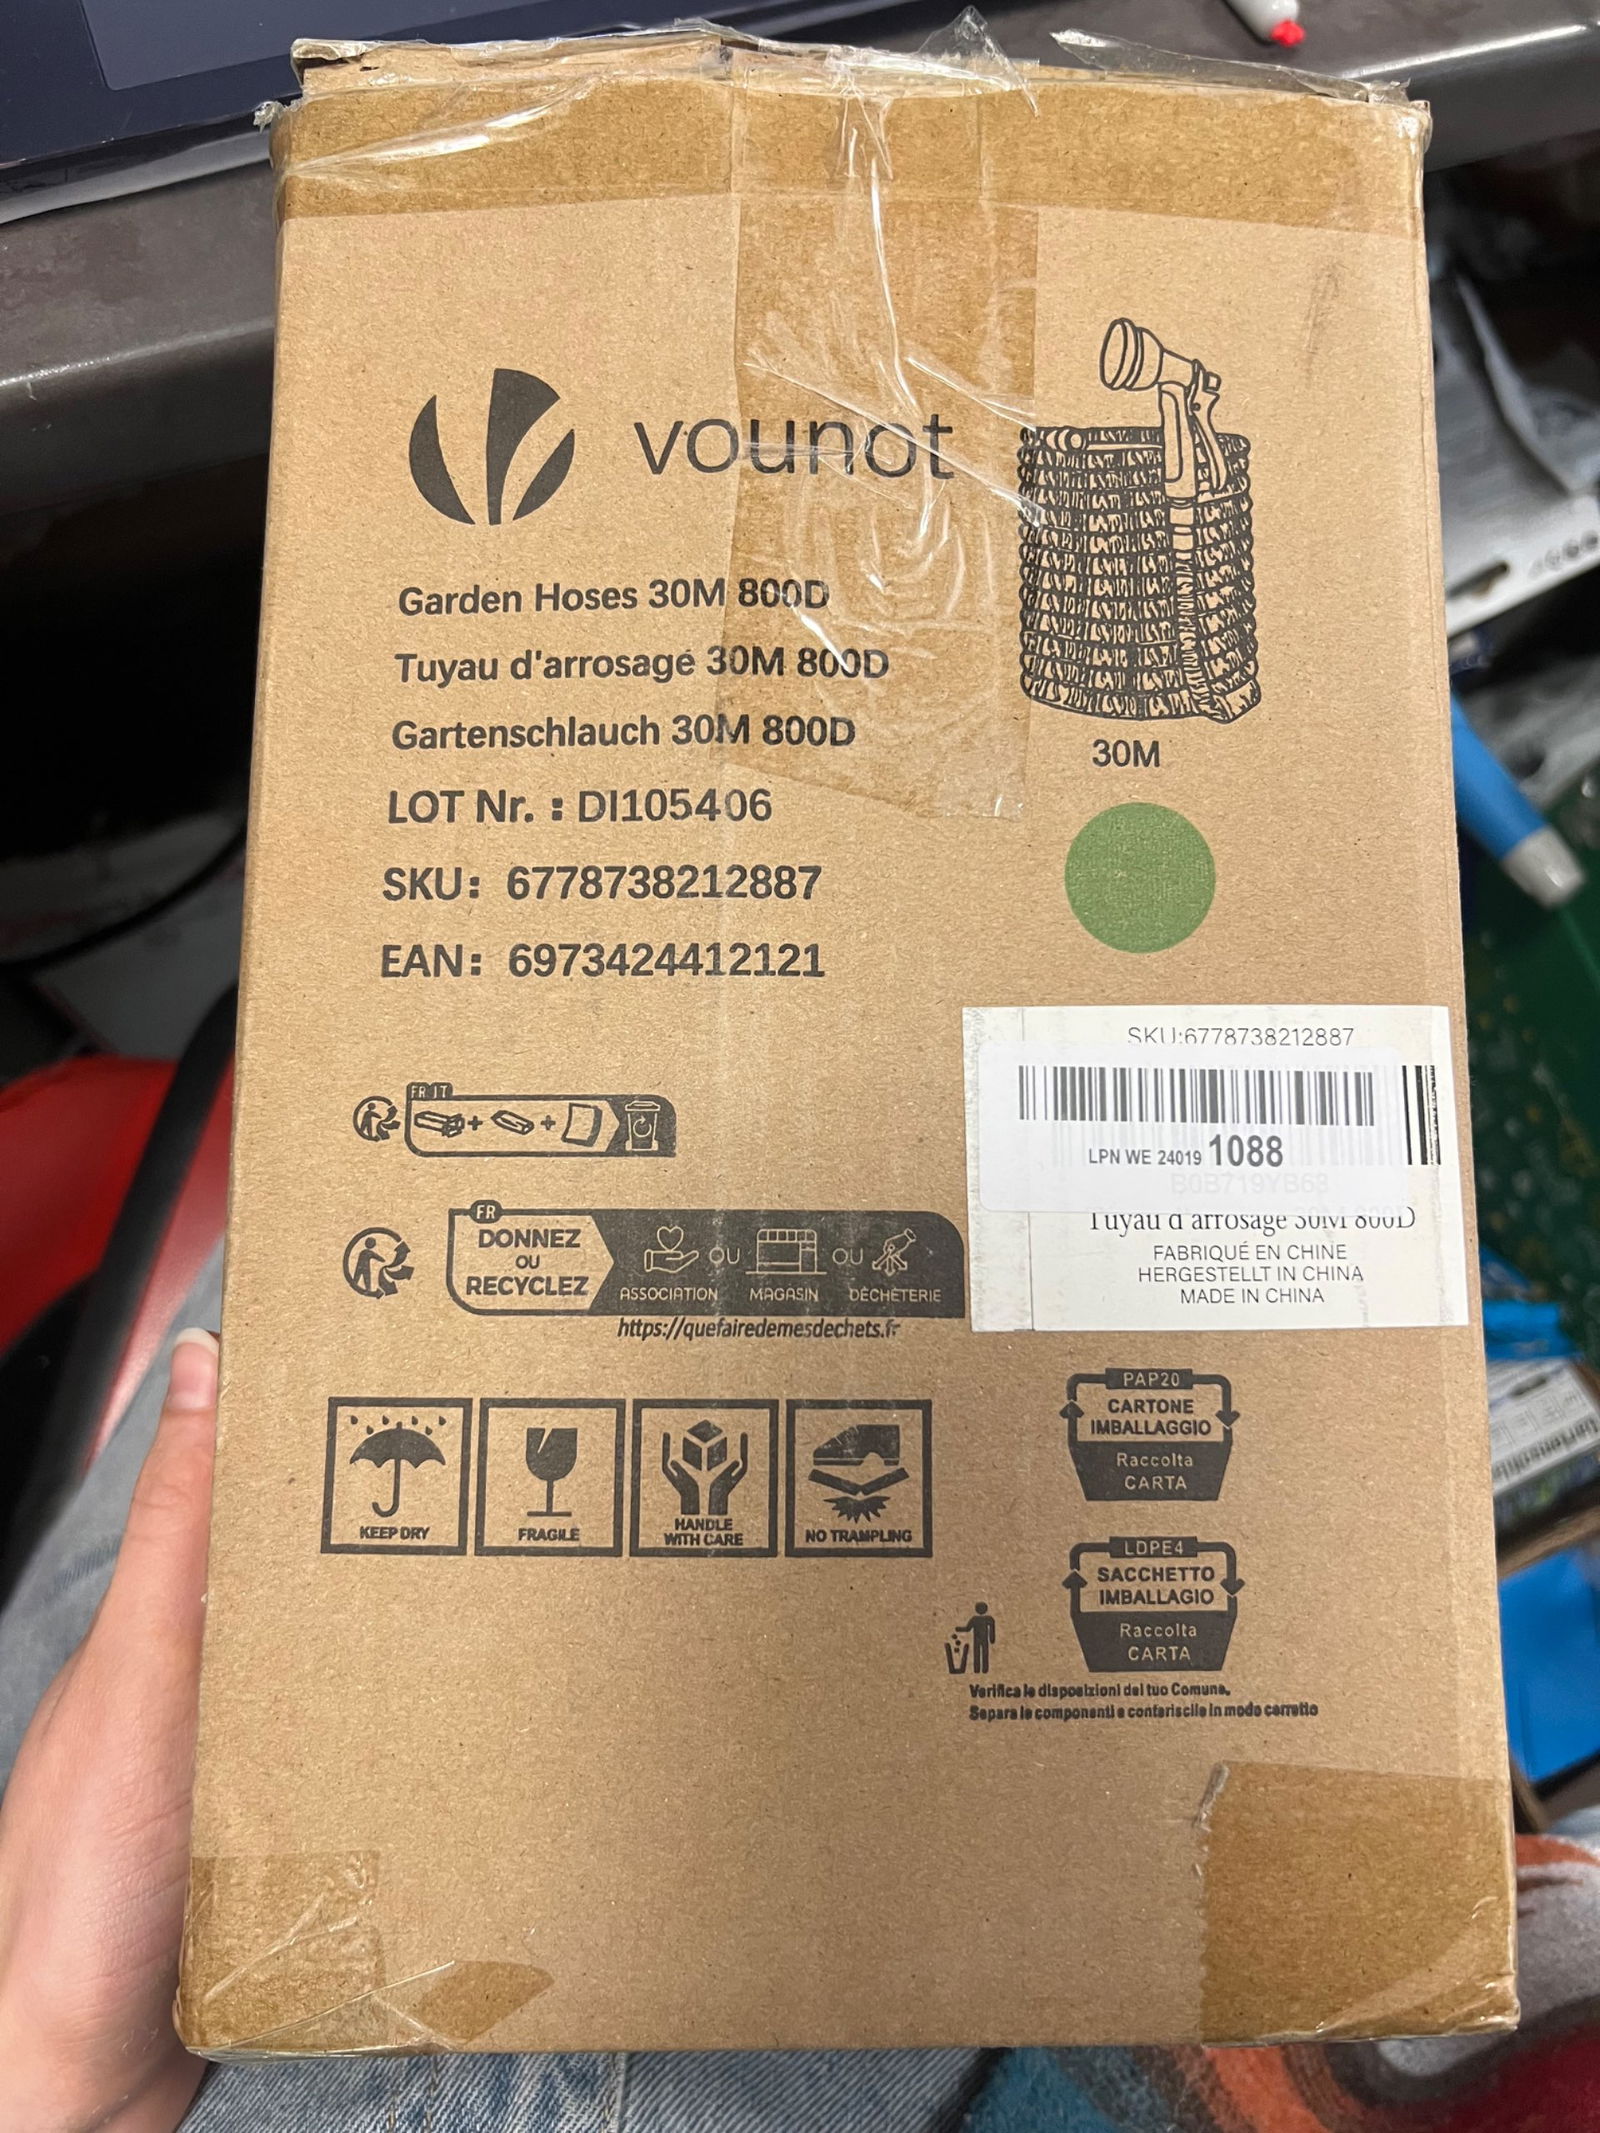 vounot
Garden Hoses 30M 800D
Tuyau d'arrosage 30M 800D
Gartenschlauch 30M 800D
30M
LOT Nr. : DI105406
SKU: 6778738212887
EAN: 6973424412121
SKU:6778738212887
LPN WE 24019 1088
B0B719YB63
Tuyau d'arrosage 30M 800D
FABRIQUÉ EN CHINE
HERGESTELLT IN CHINA
MADE IN CHINA
FR IT
+ +
FR
DONNEZ
OU
RECYCLEZ
OU OU
ASSOCIATION MAGASIN DÉCHÈTERIE
https://quefairedemesdechets.fr
KEEP DRY
FRAGILE
HANDLE
WITH CARE
NO TRAMPLING
PAP20
CARTONE
IMBALLAGGIO
Raccolta
CARTA
LDPE4
SACCHETTO
IMBALLAGIO
Raccolta
CARTA
Verifica le disposizioni del tuo Comune.
Separa le componenti e conferiscile in modo corretto